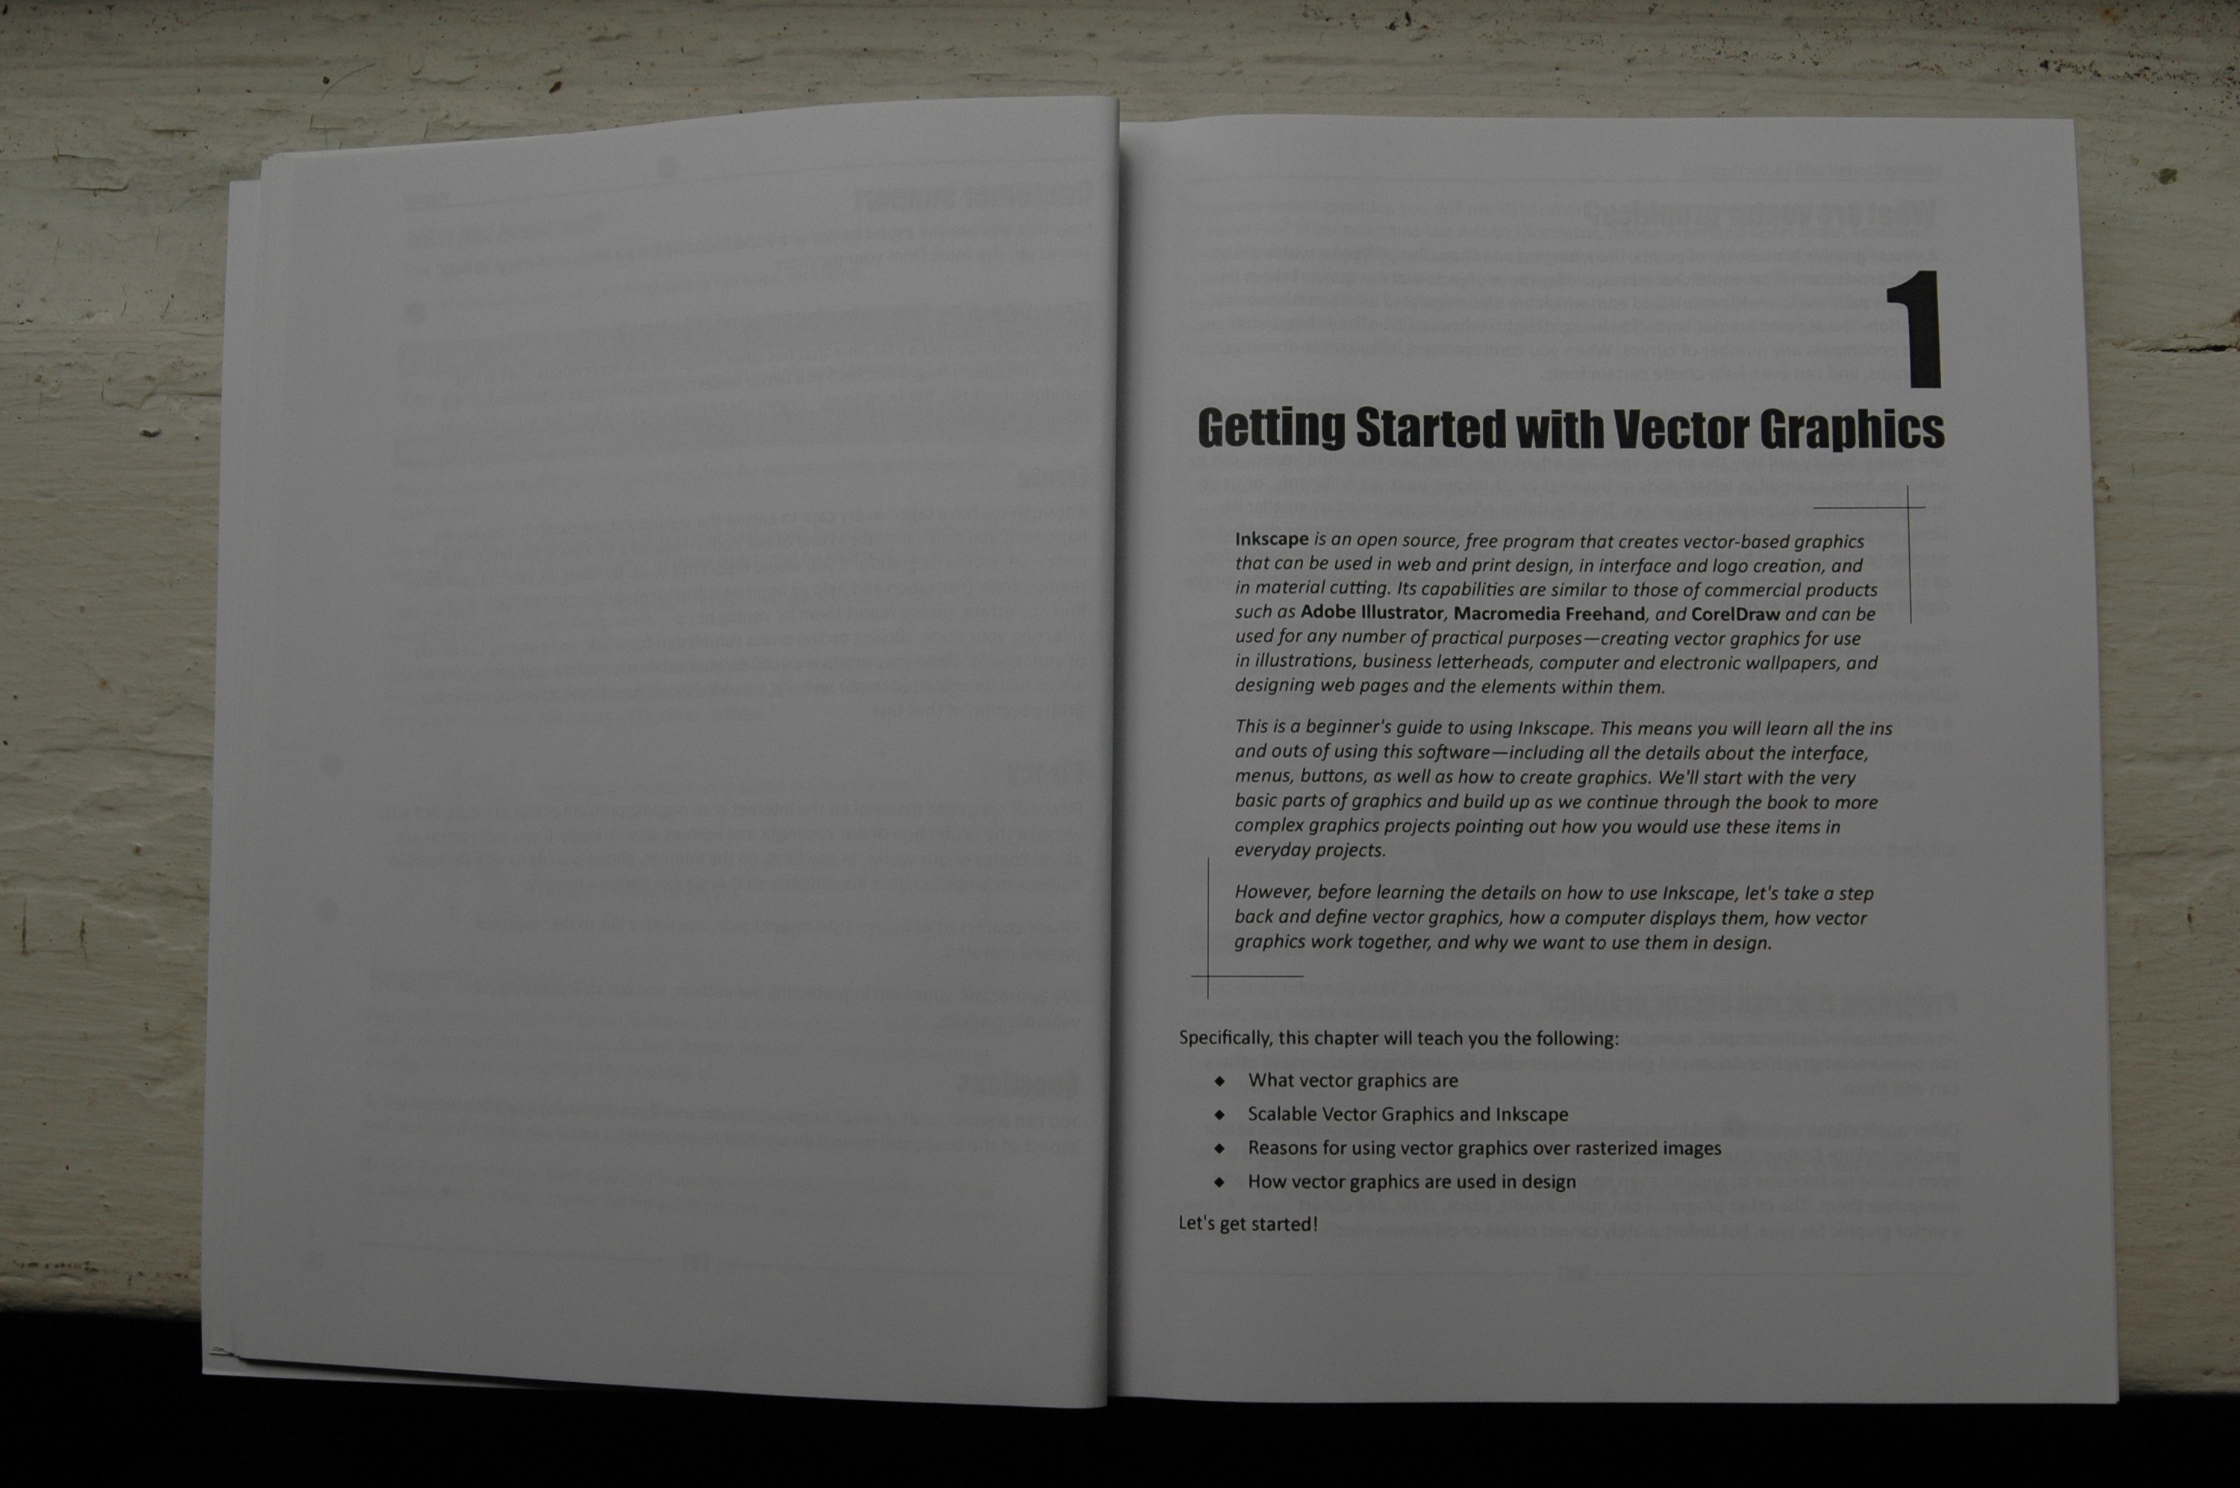 1
Getting Started with Vector Graphics
Inkscape is an open source, free program that creates vector-based graphics
that can be used in web and print design, in interface and logo creation, and
in material cutting. Its capabilities are similar to those of commercial products
such as Adobe Illustrator, Macromedia Freehand, and CorelDraw and can be
used for any number of practical purposes—creating vector graphics for use
in illustrations, business letterheads, computer and electronic wallpapers, and
designing web pages and the elements within them.
This is a beginner's guide to using Inkscape. This means you will learn all the ins
and outs of using this software—including all the details about the interface,
menus, buttons, as well as how to create graphics. We'll start with the very
basic parts of graphics and build up as we continue through the book to more
complex graphics projects pointing out how you would use these items in
everyday projects.
However, before learning the details on how to use Inkscape, let's take a step
back and define vector graphics, how a computer displays them, how vector
graphics work together, and why we want to use them in design.
Specifically, this chapter will teach you the following:
◆ What vector graphics are
◆ Scalable Vector Graphics and Inkscape
◆ Reasons for using vector graphics over rasterized images
◆ How vector graphics are used in design
Let's get started!